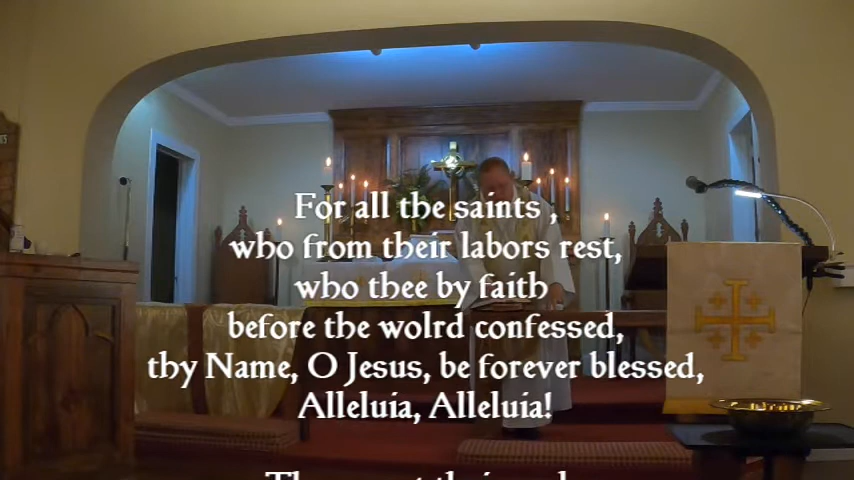 For all the saints ,
who from their labors rest,
who thee by faith
before the wolrd confessed,
thy Name, O Jesus, be forever blessed,
Alleluia, Alleluia!